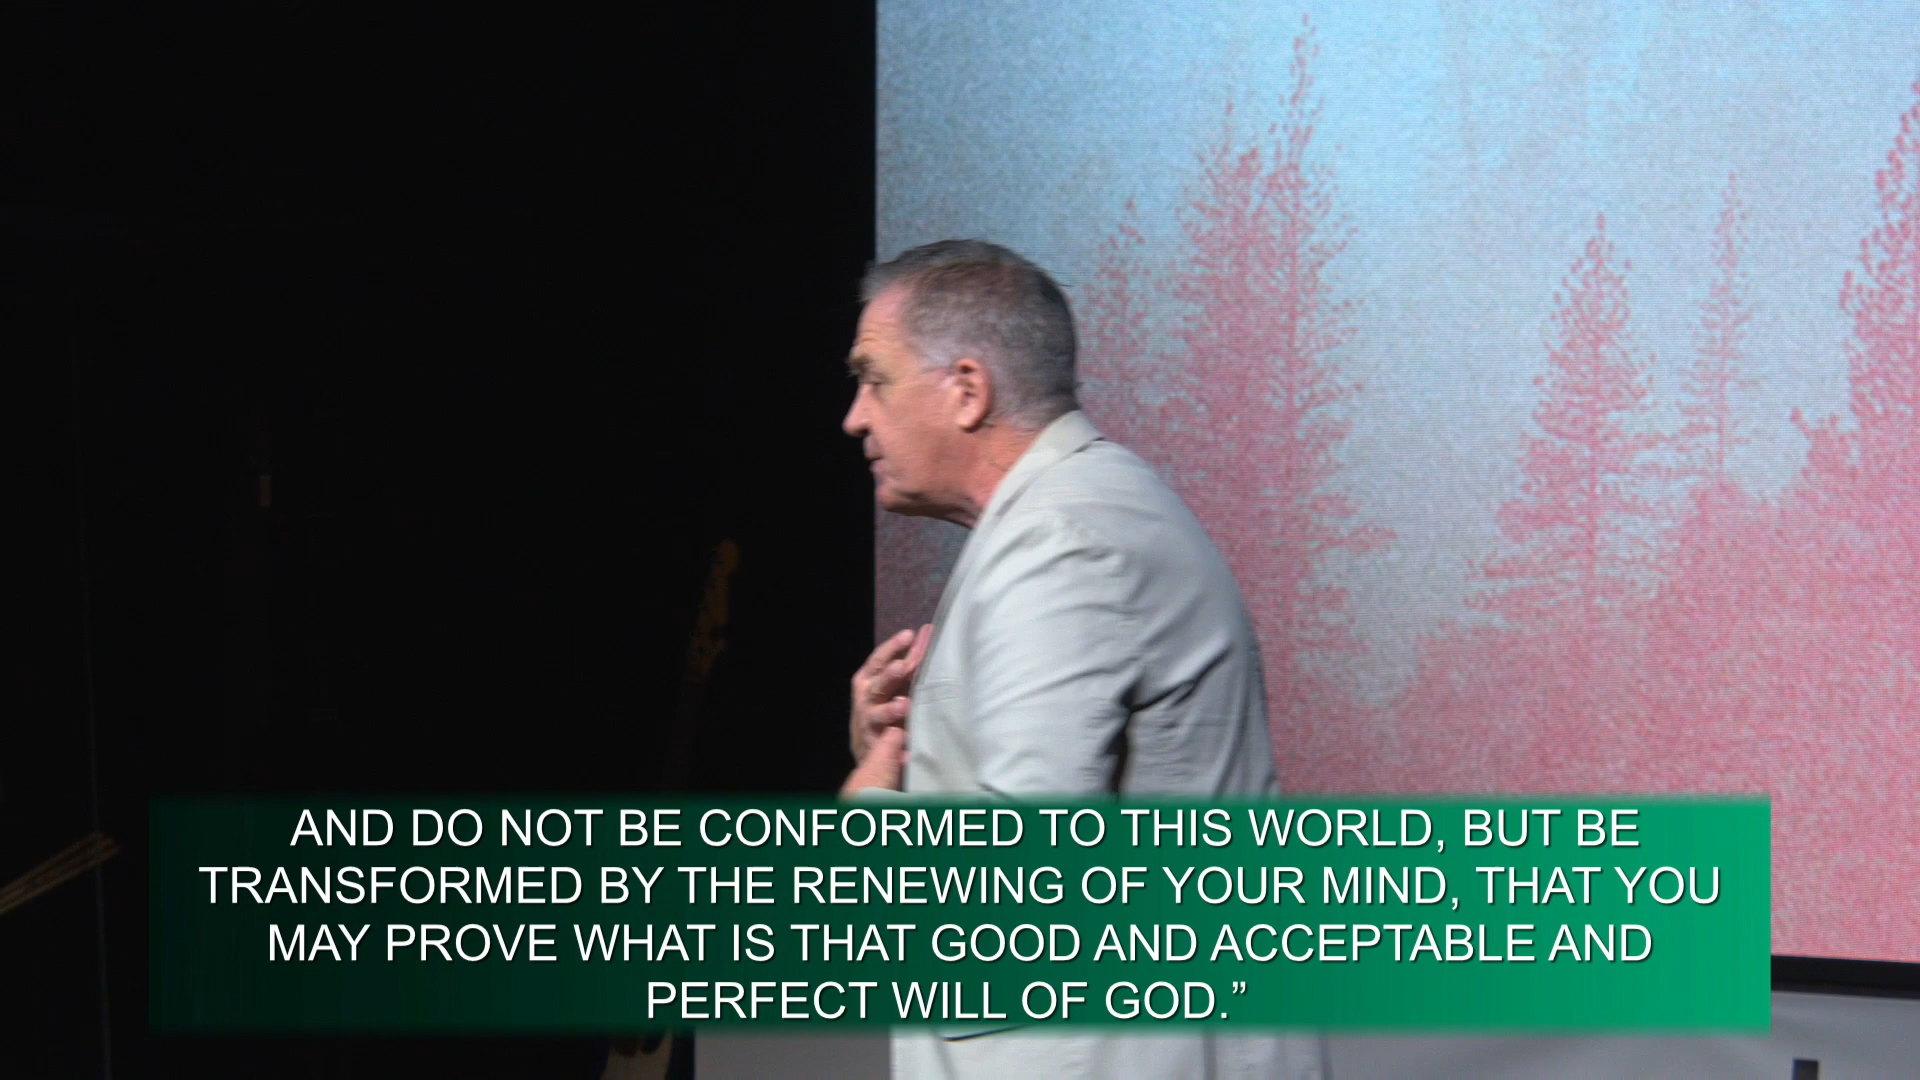 AND DO NOT BE CONFORMED TO THIS WORLD, BUT BE
TRANSFORMED BY THE RENEWING OF YOUR MIND, THAT YOU
MAY PROVE WHAT IS THAT GOOD AND ACCEPTABLE AND
PERFECT WILL OF GOD.”